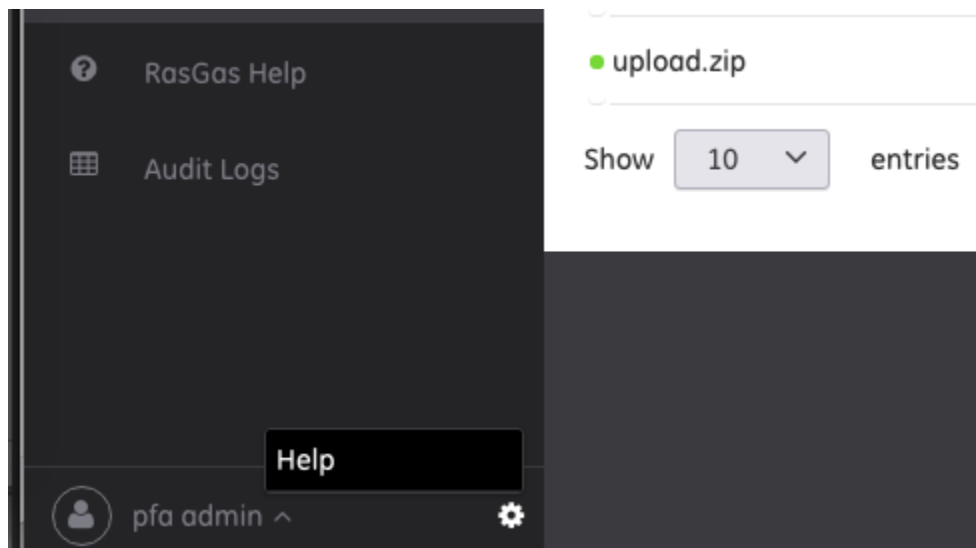 RasGas Help
Audit Logs
Help
pfa admin
upload.zip
Show 10 entries